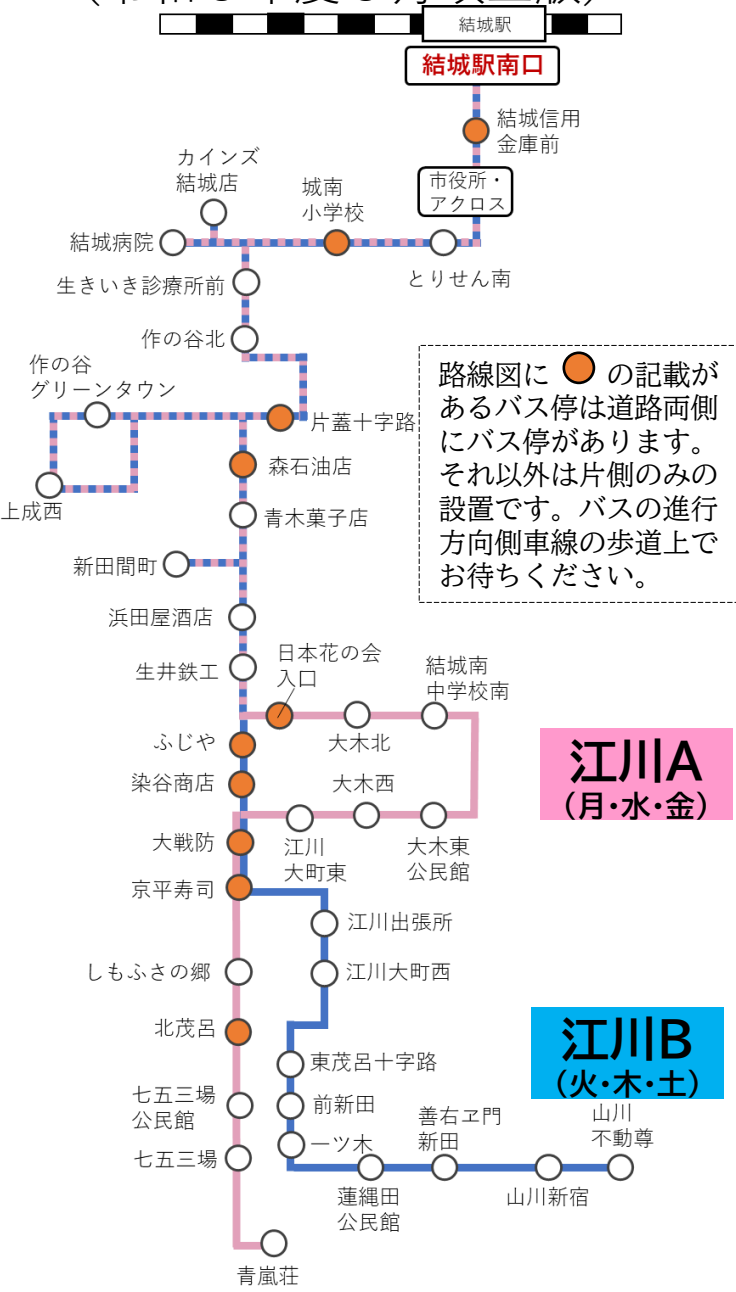 結城駅
結城駅南口
結城信用
金庫前
市役所・
アクロス
カインズ
結城店
城南
小学校
結城病院
とりせん南
生きいき診療所前
作の谷北
作の谷
グリーンタウン
片蓋十字路
上成西
森石油店
青木菓子店
新田間町
浜田屋酒店
生井鉄工
路線図に の記載が
あるバス停は道路両側
にバス停があります。
それ以外は片側のみの
設置です。バスの進行
方向側車線の歩道上で
お待ちください。
日本花の会
入口
結城南
中学校南
大木北
ふじや
染谷商店
大木西
大戦防
江川
大町東
大木東
公民館
京平寿司
江川A
(月・水・金)
江川出張所
しもふさの郷
江川大町西
北茂呂
江川B
(火・木・土)
東茂呂十字路
七五三場
公民館
前新田
一ツ木
善右ヱ門
新田
山川
不動尊
七五三場
蓮縄田
公民館
山川新宿
青嵐荘